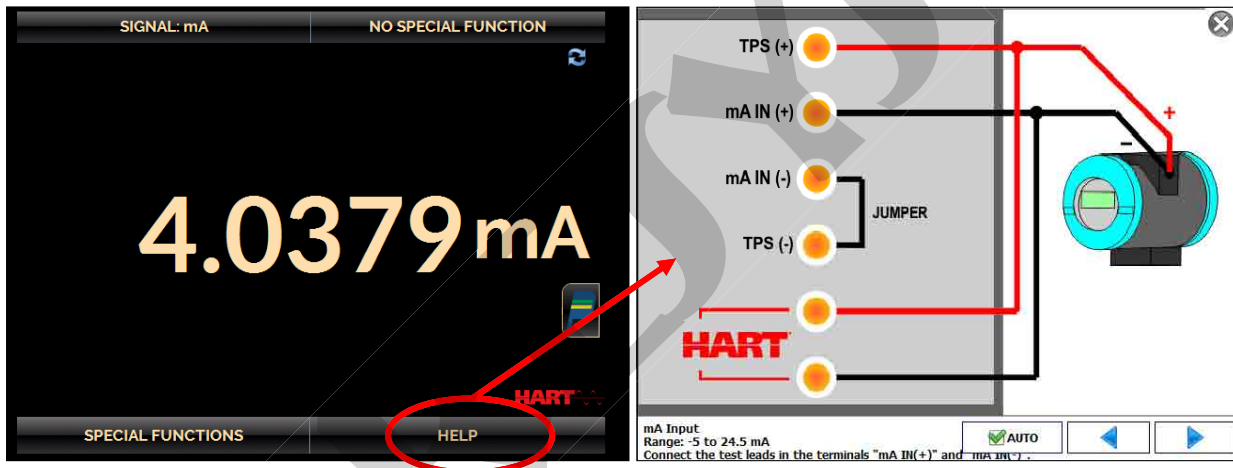 SIGNAL: mA
NO SPECIAL FUNCTION
4.0379 mA
HART
SPECIAL FUNCTIONS
HELP
TPS (+)
mA IN (+)
mA IN (-)
JUMPER
TPS (-)
HART
+
−
mA Input
Range: -5 to 24.5 mA
Connect the test leads in the terminals "mA IN(+)" and "mA IN(-)".
AUTO